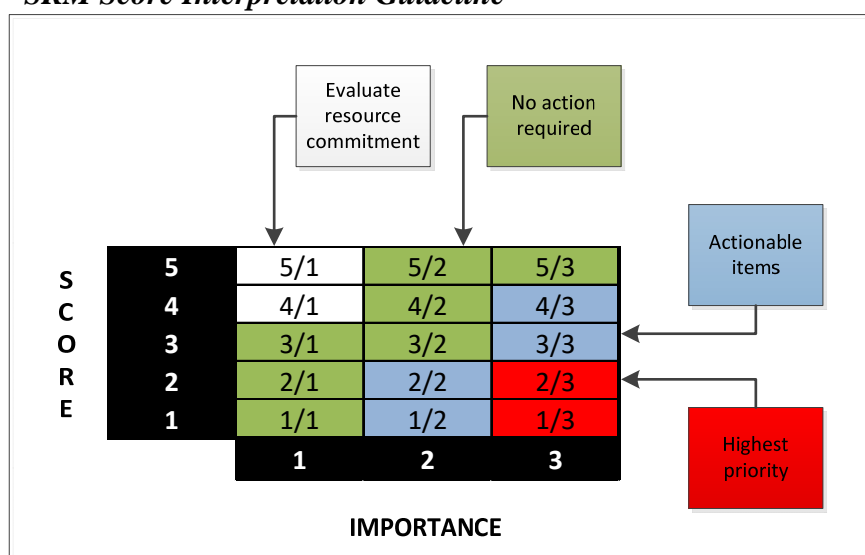 SRM Score Interpretation Guideline
Evaluate
resource
commitment
No action
required
Actionable
items
S
C
O
R
E
5 5/1 5/2 5/3
4 4/1 4/2 4/3
3 3/1 3/2 3/3
2 2/1 2/2 2/3
1 1/1 1/2 1/3
1 2 3
Highest
priority
IMPORTANCE